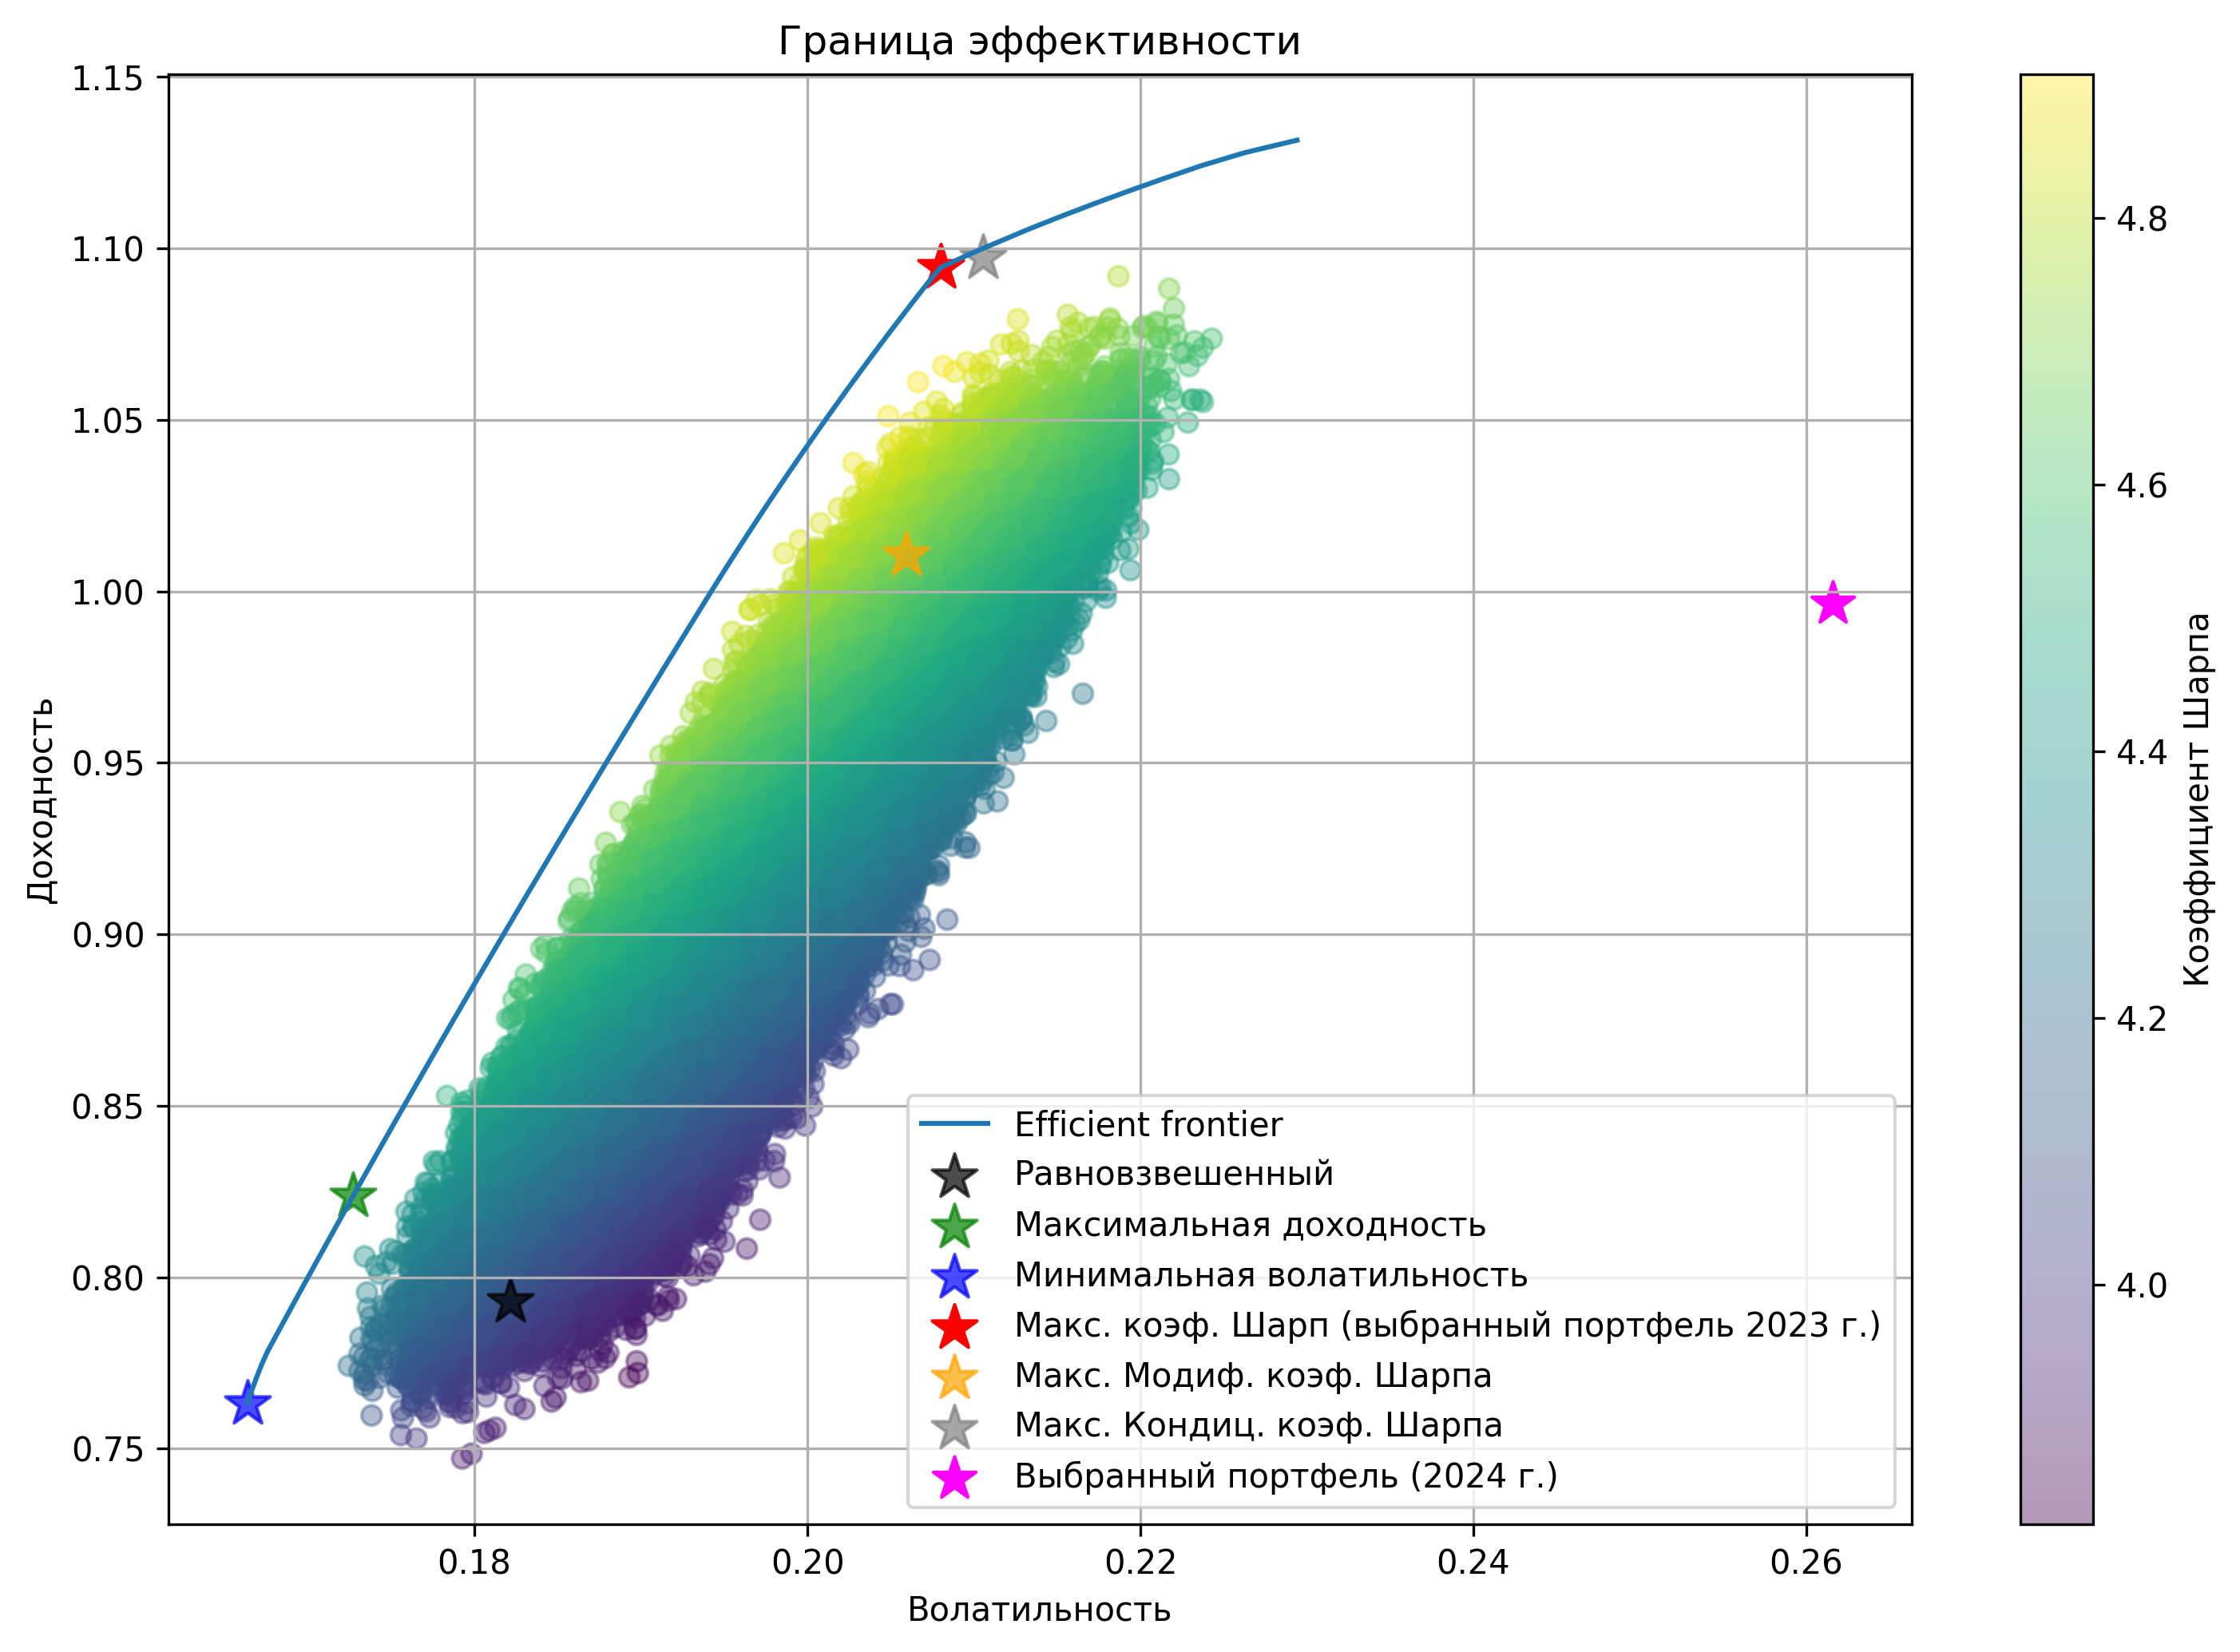 Граница эффективности
1.15
1.10
1.05
1.00
0.95
0.90
0.85
0.80
0.75
Доходность
0.18
0.20
0.22
0.24
0.26
Волатильность
Efficient frontier
Равновзвешенный
Максимальная доходность
Минимальная волатильность
Макс. коэф. Шарп (выбранный портфель 2023 г.)
Макс. Модиф. коэф. Шарпа
Макс. Кондиц. коэф. Шарпа
Выбранный портфель (2024 г.)
4.8
4.6
4.4
4.2
4.0
Коэффициент Шарпа